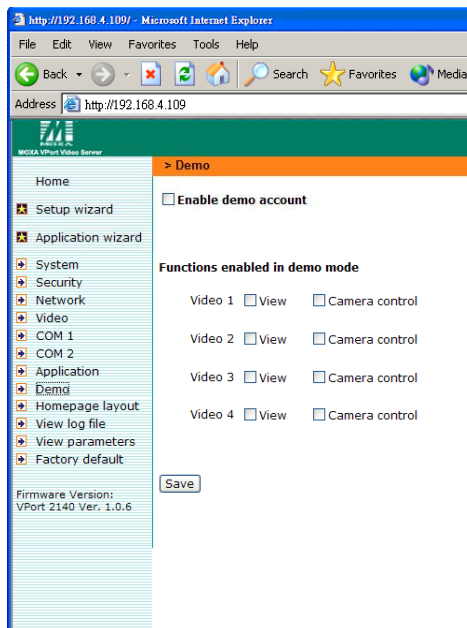 http://192.168.4.109/ - Microsoft Internet Explorer
File Edit View Favorites Tools Help
Back Search Favorites Media
Address http://192.168.4.109
MOXA
MOXA VPort Video Server
> Demo
Home
Setup wizard
Application wizard
System
Security
Network
Video
COM 1
COM 2
Application
Demo
Homepage layout
View log file
View parameters
Factory default
Firmware Version:
VPort 2140 Ver. 1.0.6
Enable demo account
Functions enabled in demo mode
Video 1 View Camera control
Video 2 View Camera control
Video 3 View Camera control
Video 4 View Camera control
Save